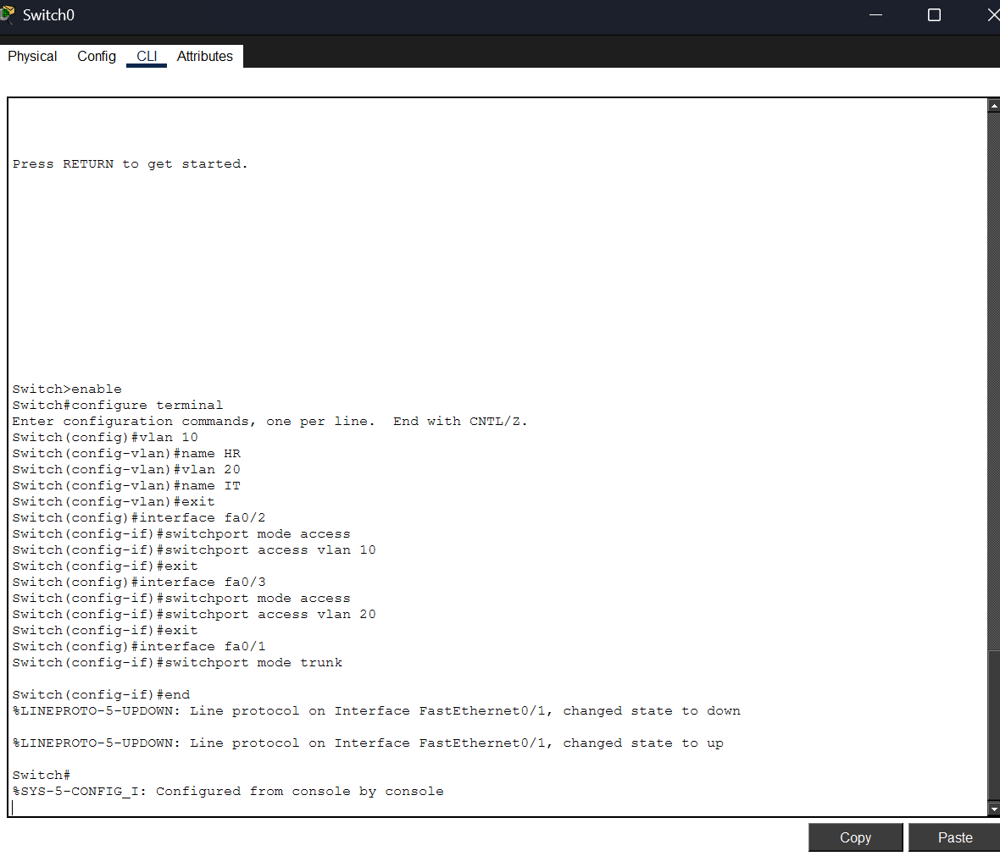 Switch0
Physical Config CLI Attributes
Press RETURN to get started.
Switch>enable
Switch#configure terminal
Enter configuration commands, one per line.  End with CNTL/Z.
Switch(config)#vlan 10
Switch(config-vlan)#name HR
Switch(config-vlan)#vlan 20
Switch(config-vlan)#name IT
Switch(config-vlan)#exit
Switch(config)#interface fa0/2
Switch(config-if)#switchport mode access
Switch(config-if)#switchport access vlan 10
Switch(config-if)#exit
Switch(config)#interface fa0/3
Switch(config-if)#switchport mode access
Switch(config-if)#switchport access vlan 20
Switch(config-if)#exit
Switch(config)#interface fa0/1
Switch(config-if)#switchport mode trunk
Switch(config-if)#end
%LINEPROTO-5-UPDOWN: Line protocol on Interface FastEthernet0/1, changed state to down
%LINEPROTO-5-UPDOWN: Line protocol on Interface FastEthernet0/1, changed state to up
Switch#
%SYS-5-CONFIG_I: Configured from console by console
Copy Paste